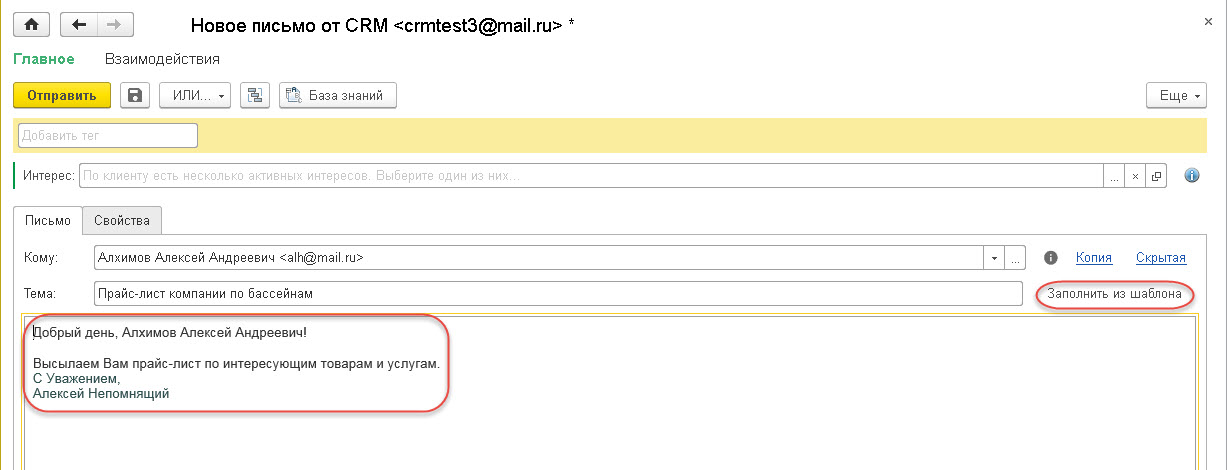 Новое письмо от CRM <crmtest3@mail.ru> *
Главное Взаимодействия
Отправить ИЛИ... База знаний Еще
Добавить тег
Интерес: По клиенту есть несколько активных интересов. Выберите один из них... ... ×
Письмо Свойства
Кому: Алхимов Алексей Андреевич <alh@mail.ru> ... Копия Скрытая
Тема: Прайс-лист компании по бассейнам Заполнить из шаблона
Добрый день, Алхимов Алексей Андреевич!
Высылаем Вам прайс-лист по интересующим товарам и услугам.
С Уважением,
Алексей Непомнящий